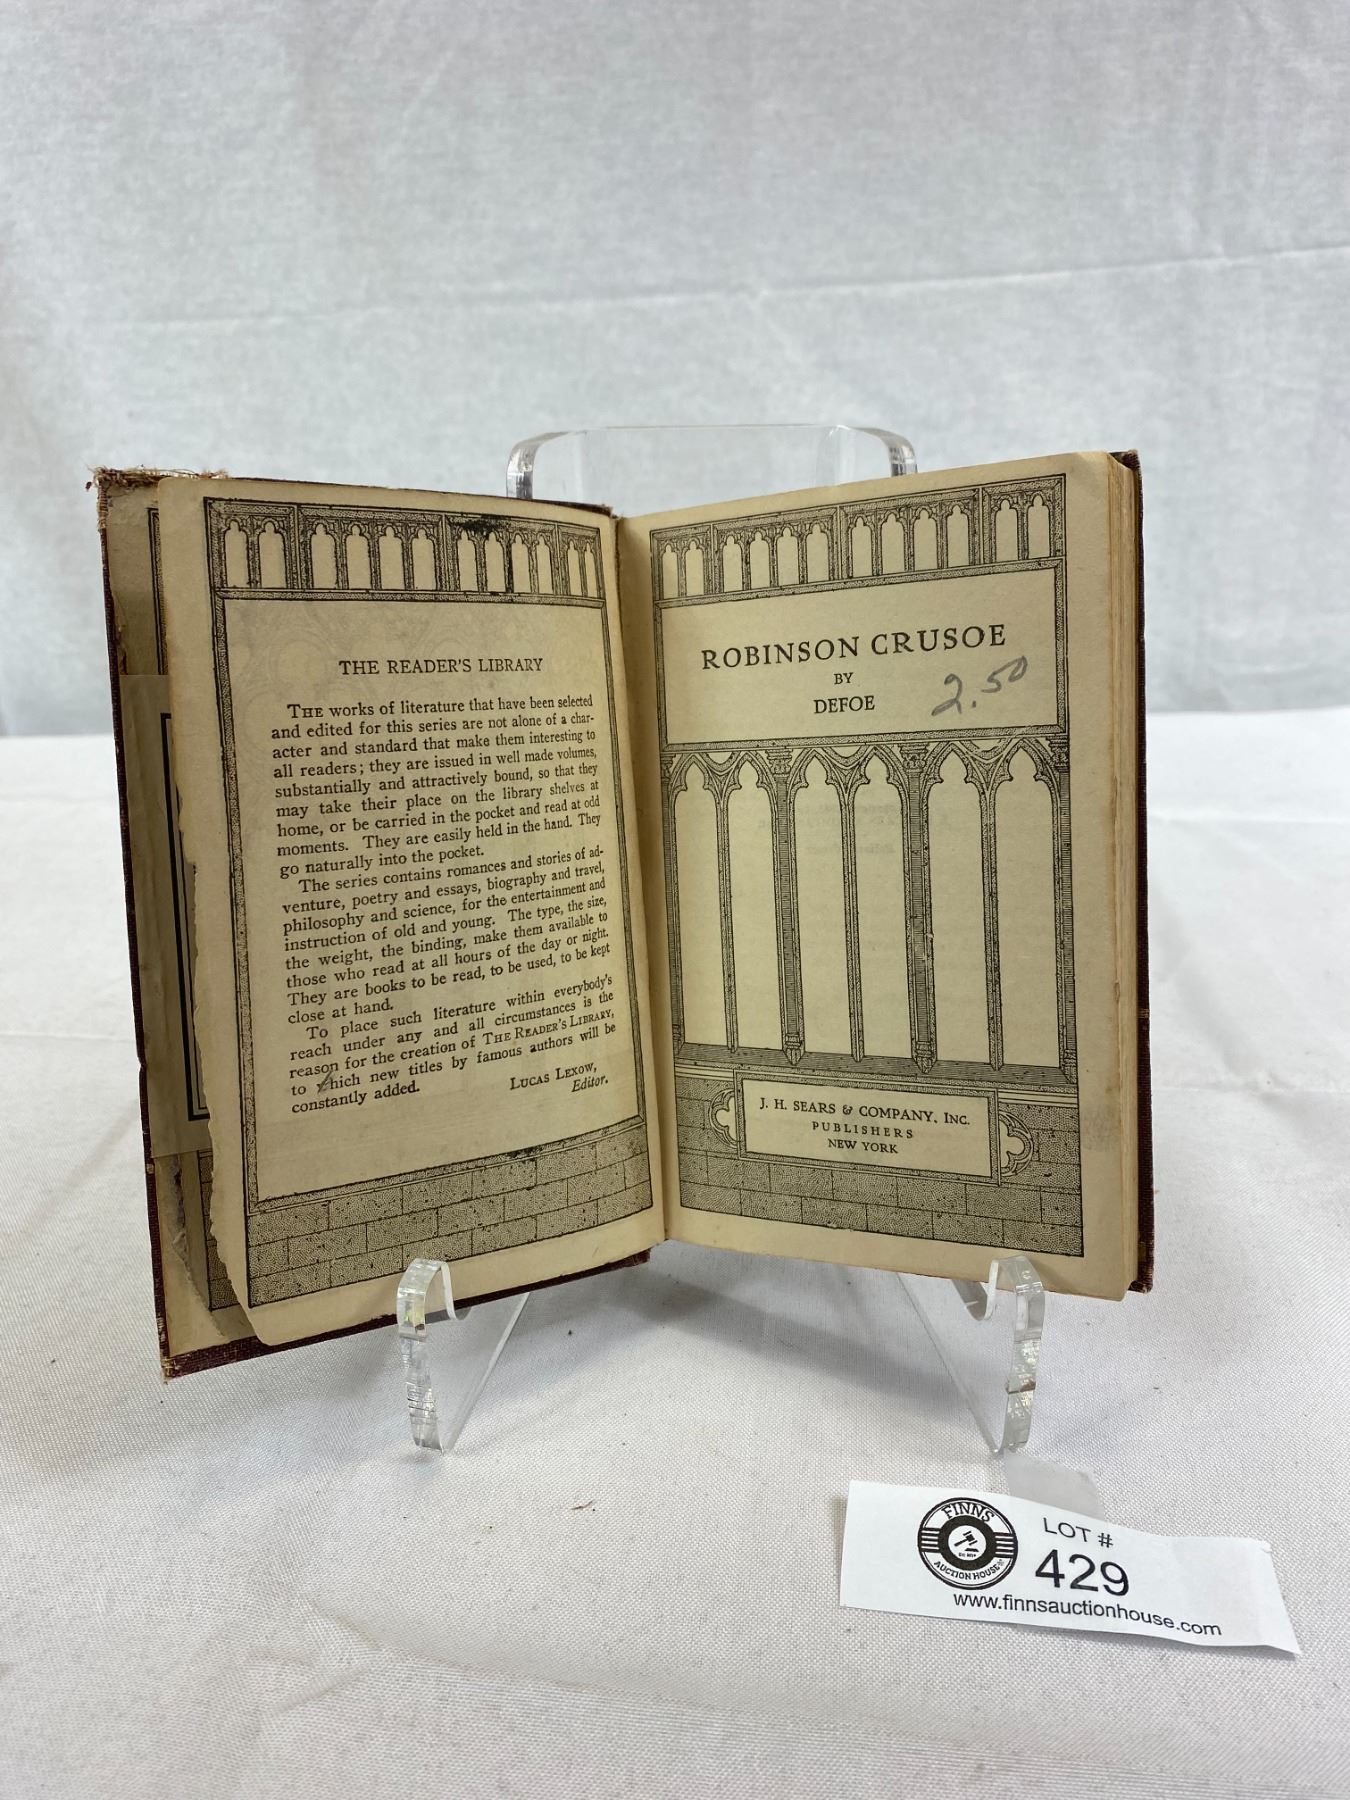 THE READER'S LIBRARY
THE works of literature that have been selected
and edited for this series are not alone of a char-
acter and standard that make them interesting to
all readers; they are issued in well made volumes,
substantially and attractively bound, so that they
may take their place on the library shelves at
home, or be carried in the pocket and read at odd
moments. They are easily held in the hand. They
go naturally into the pocket.
The series contains romances and stories of ad-
venture, poetry and essays, biography and travel,
philosophy and science, for the entertainment and
instruction of old and young. The type, the size,
the weight, the binding, make them available to
those who read at all hours of the day or night.
They are books to be read, to be used, to be kept
close at hand.
To place such literature within everybody's
reach under any and all circumstances is the
reason for the creation of THE READER'S LIBRARY,
to which new titles by famous authors will be
constantly added.
LUCAS LEXOW,
Editor.
ROBINSON CRUSOE
BY
DEFOE
2.50
J. H. SEARS & COMPANY, INC.
PUBLISHERS
NEW YORK
FINNS
AUCTION HOUSE
LOT #
429
www.finnsauctionhouse.com